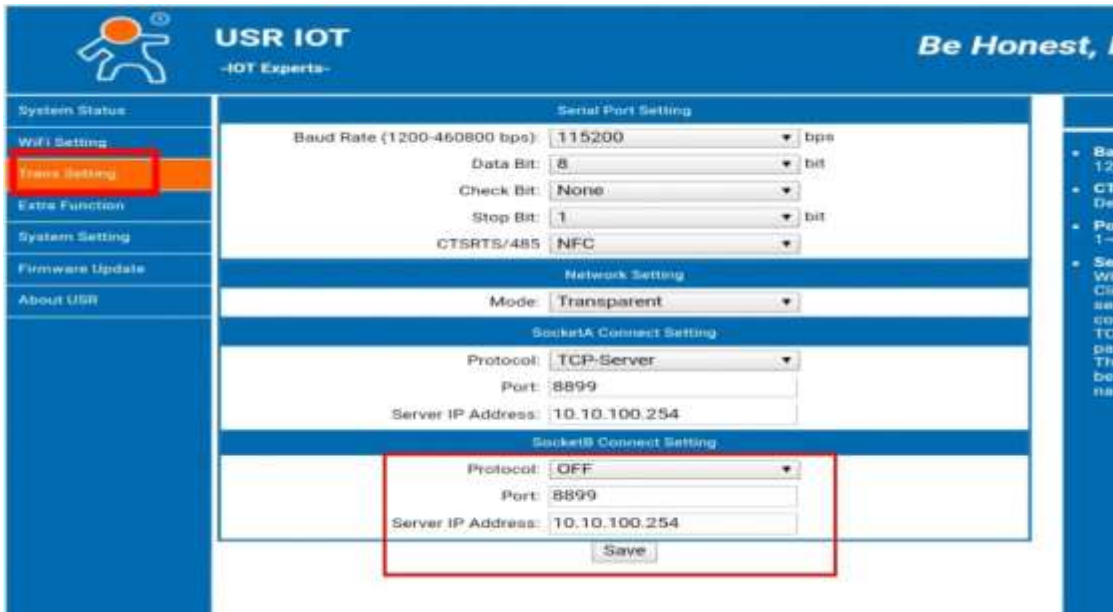 USR IOT
-IOT Experts-
Be Honest,
System Status
WiFi Setting
Trans Setting
Extra Function
System Setting
Firmware Update
About USR
Serial Port Setting
Baud Rate (1200-460800 bps): 115200 bps
Data Bit: 8 bit
Check Bit: None
Stop Bit: 1 bit
CTSRTS/485 NFC
Network Setting
Mode: Transparent
SocketA Connect Setting
Protocol: TCP-Server
Port: 8899
Server IP Address: 10.10.100.254
SocketB Connect Setting
Protocol: OFF
Port: 8899
Server IP Address: 10.10.100.254
Save